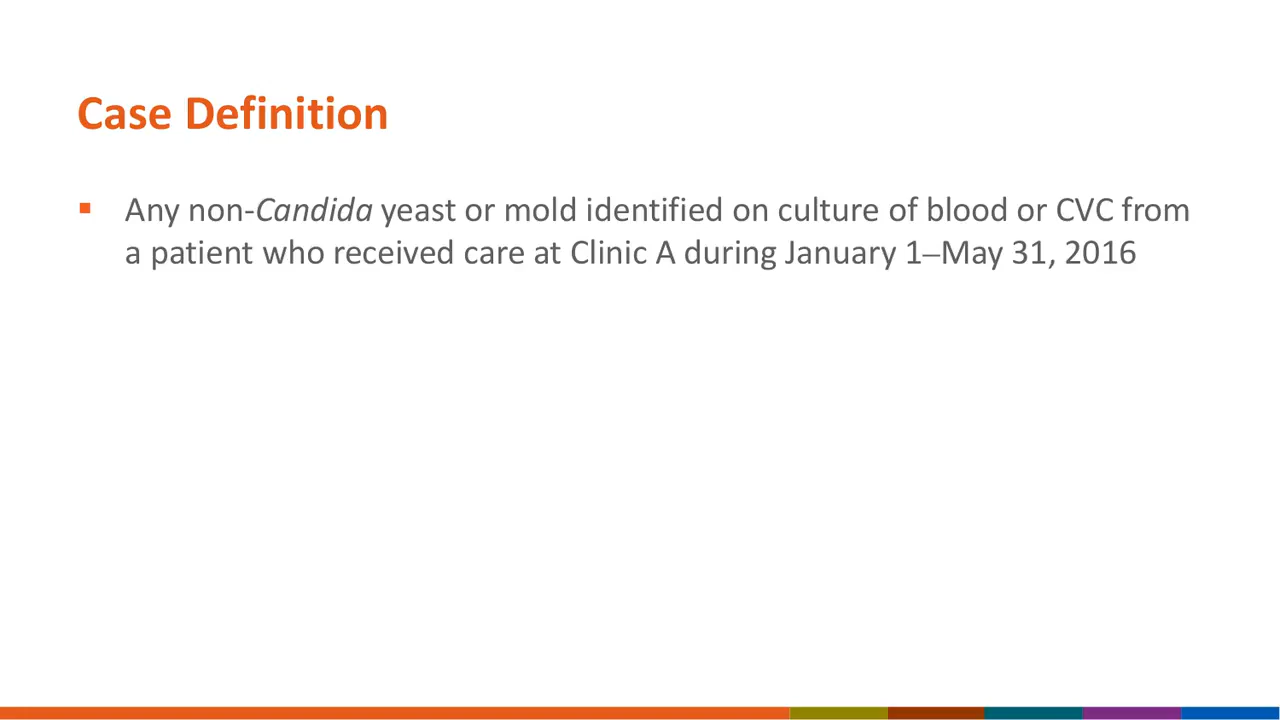 Case Definition
▪ Any non-Candida yeast or mold identified on culture of blood or CVC from
a patient who received care at Clinic A during January 1–May 31, 2016